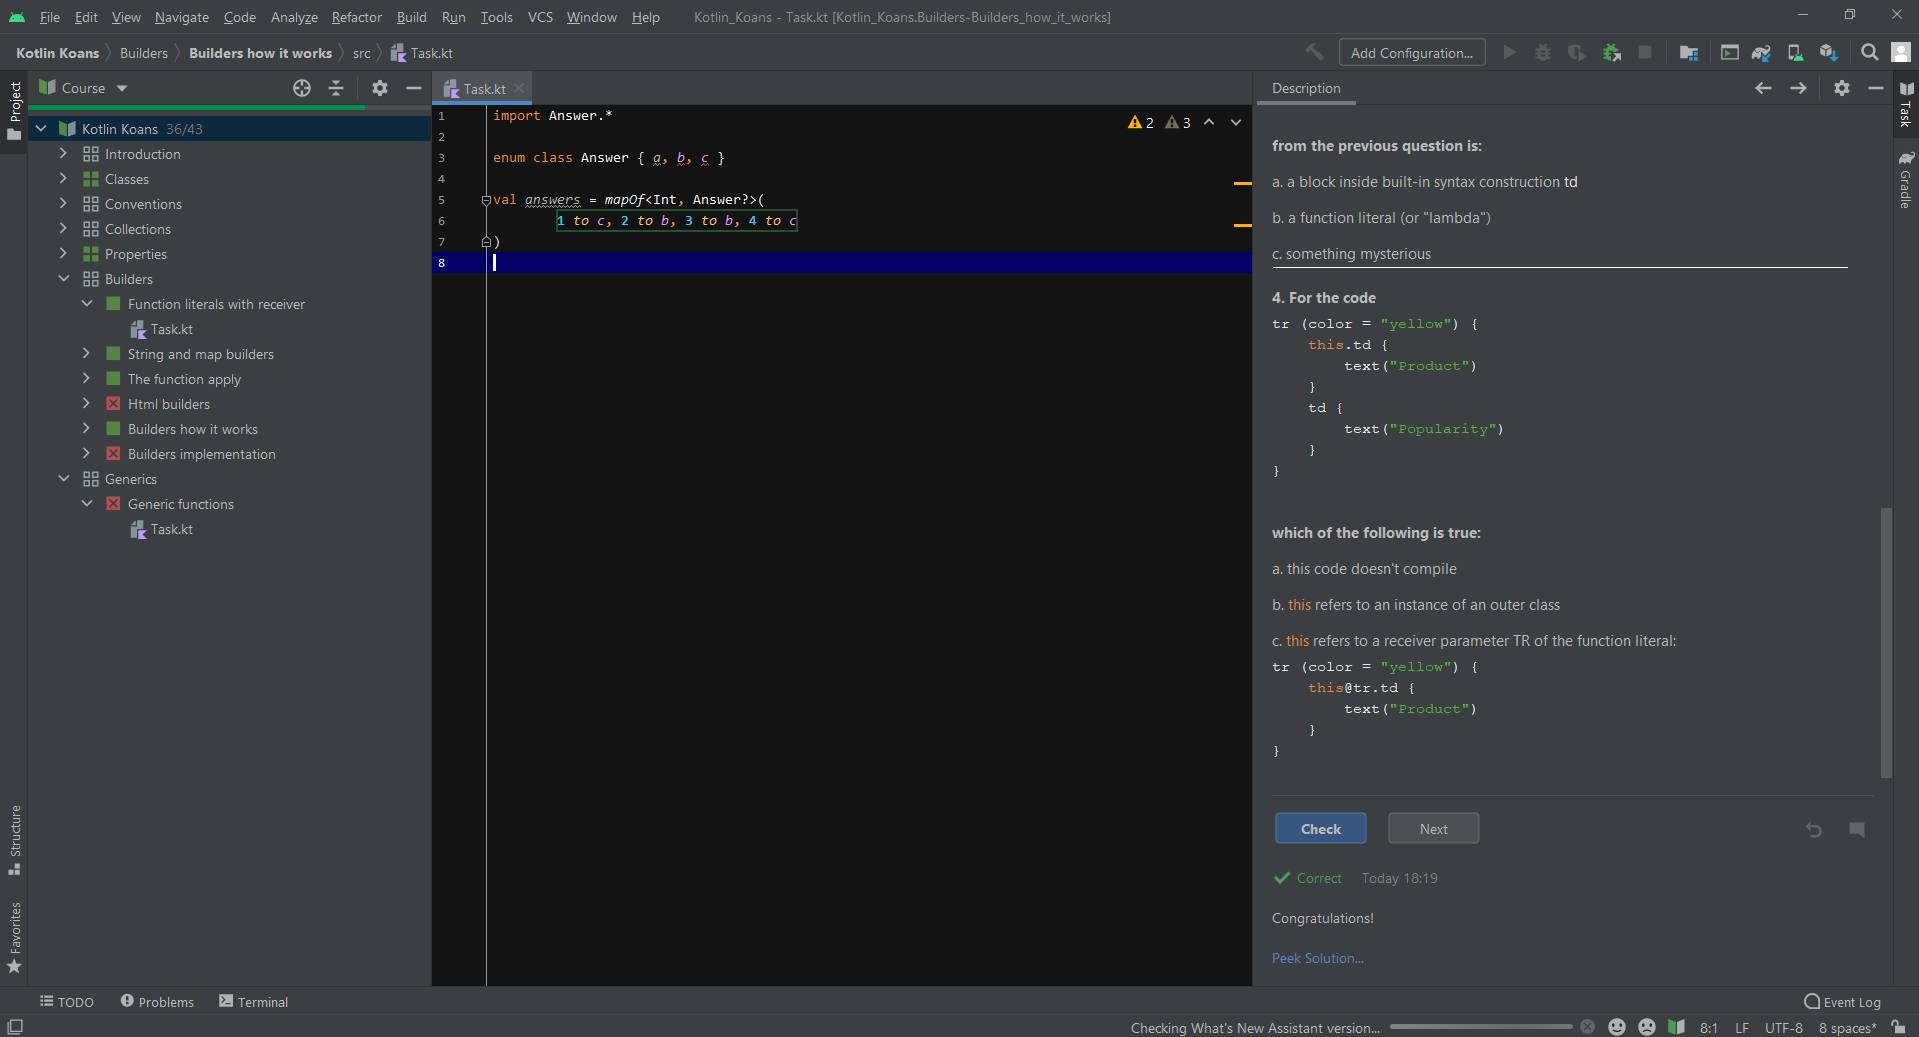 File Edit View Navigate Code Analyze Refactor Build Run Tools VCS Window Help Kotlin_Koans - Task.kt [Kotlin_Koans.Builders-Builders_how_it_works]
Kotlin Koans Builders Builders how it works src Task.kt Add Configuration...
Project
Course
Kotlin Koans 36/43
Introduction
Classes
Conventions
Collections
Properties
Builders
Function literals with receiver
Task.kt
String and map builders
The function apply
Html builders
Builders how it works
Builders implementation
Generics
Generic functions
Task.kt
Structure
Favorites
Task.kt
2 3
1 import Answer.*
2
3 enum class Answer { a, b, c }
4
5 val answers = mapOf<Int, Answer?>(
6 1 to c, 2 to b, 3 to b, 4 to c
7 )
8
Description
from the previous question is:
a. a block inside built-in syntax construction td
b. a function literal (or "lambda")
c. something mysterious
4. For the code
tr (color = "yellow") {
this.td {
text("Product")
}
td {
text("Popularity")
}
}
which of the following is true:
a. this code doesn't compile
b. this refers to an instance of an outer class
c. this refers to a receiver parameter TR of the function literal:
tr (color = "yellow") {
this@tr.td {
text("Product")
}
}
Check Next
Correct Today 18:19
Congratulations!
Peek Solution...
Task
Gradle
TODO Problems Terminal Event Log
Checking What's New Assistant version... 8:1 LF UTF-8 8 spaces*